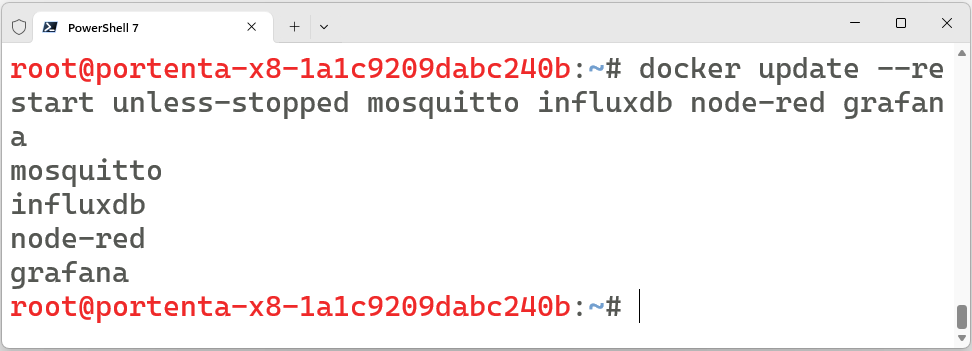 PowerShell 7
root@portenta-x8-1a1c9209dabc240b:~# docker update --re
start unless-stopped mosquitto influxdb node-red grafan
a
mosquitto
influxdb
node-red
grafana
root@portenta-x8-1a1c9209dabc240b:~#